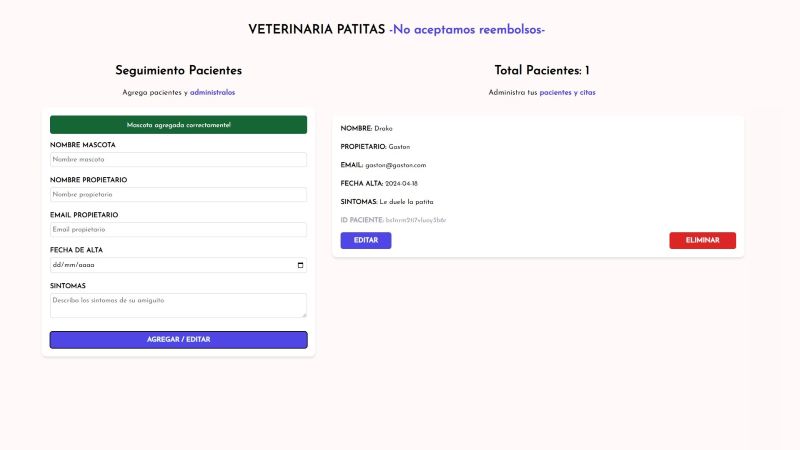 VETERINARIA PATITAS -No aceptamos reembolsos-
Seguimiento Pacientes
Agrega pacientes y administralos
Mascota agregada correctamente!
NOMBRE MASCOTA
Nombre mascota
NOMBRE PROPIETARIO
Nombre propietario
EMAIL PROPIETARIO
Email propietario
FECHA DE ALTA
dd/mm/aaaa
SINTOMAS
Describa los sintomas de su amiguito
AGREGAR / EDITAR
Total Pacientes: 1
Administra tus pacientes y citas
NOMBRE: Drako
PROPIETARIO: Gaston
EMAIL: gaston@gaston.com
FECHA ALTA: 2024-04-18
SINTOMAS: Le duele la patita
ID PACIENTE:
EDITAR
ELIMINAR